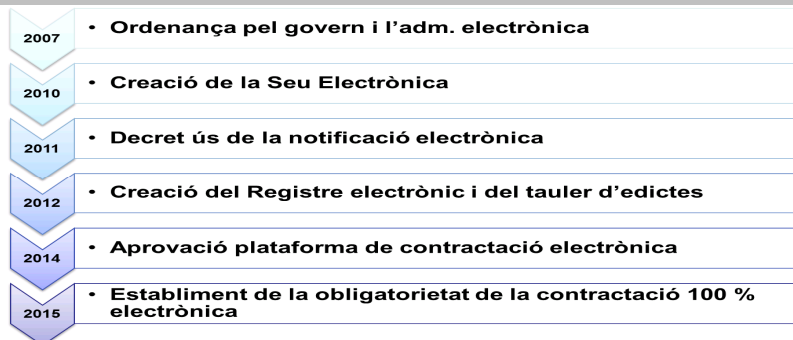 2007
• Ordenança pel govern i l’adm. electrònica
2010
• Creació de la Seu Electrònica
2011
• Decret ús de la notificació electrònica
2012
• Creació del Registre electrònic i del tauler d’edictes
2014
• Aprovació plataforma de contractació electrònica
2015
• Establiment de la obligatorietat de la contractació 100 %
electrònica